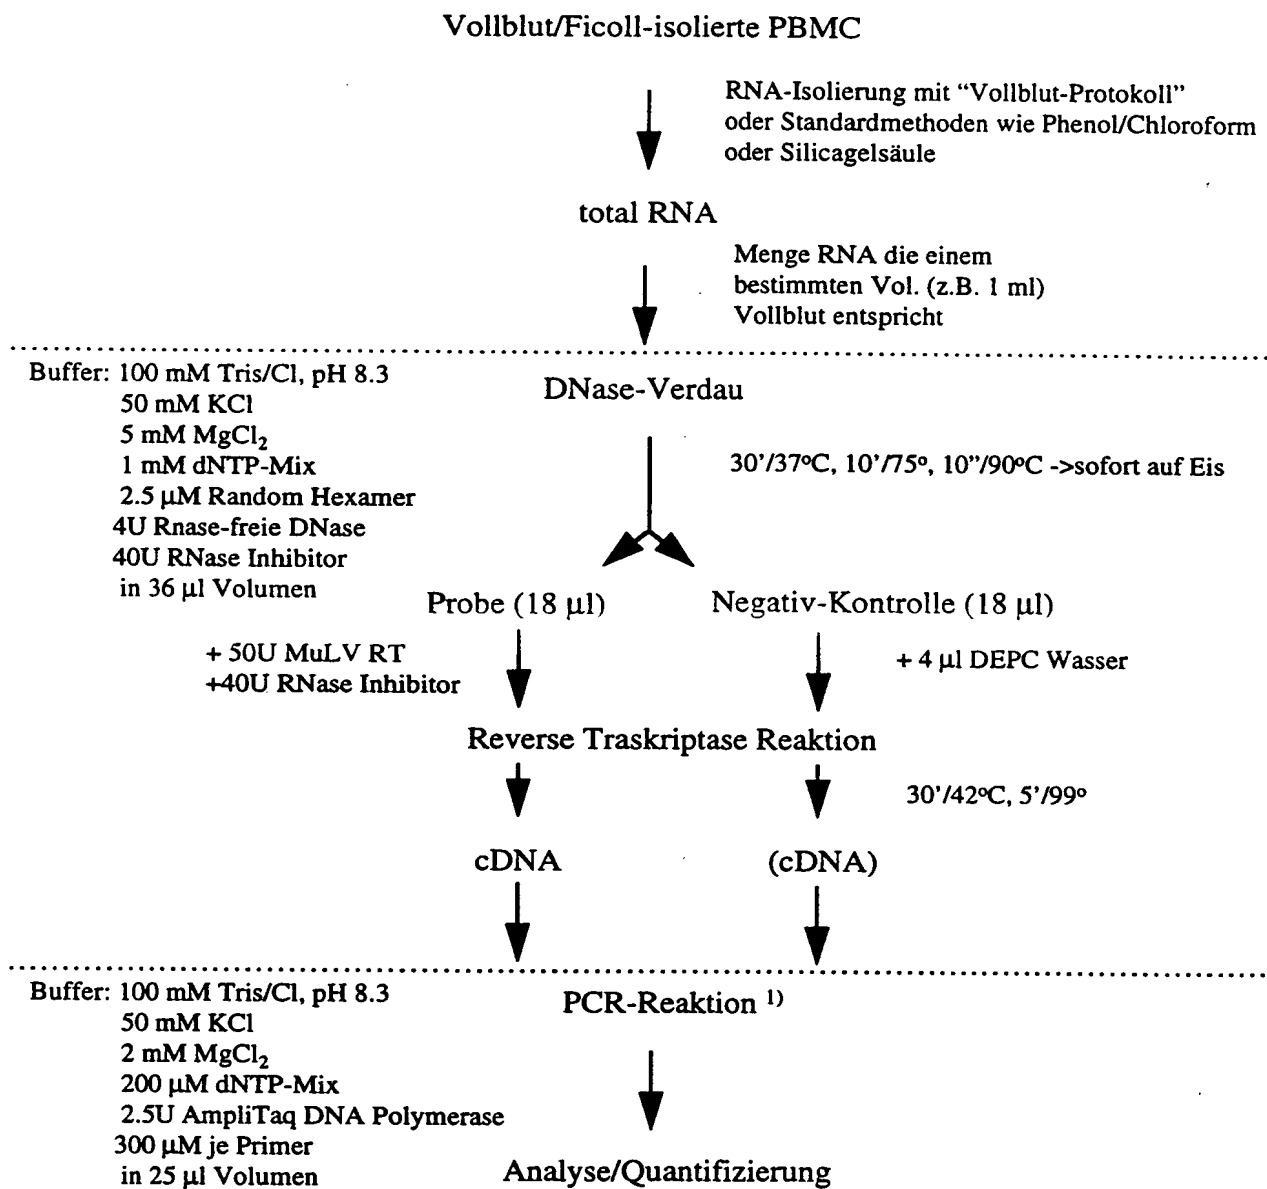 Vollblut/Ficoll-isolierte PBMC
RNA-Isolierung mit “Vollblut-Protokoll”
oder Standardmethoden wie Phenol/Chloroform
oder Silicagelsäule
total RNA
Menge RNA die einem
bestimmten Vol. (z.B. 1 ml)
Vollblut entspricht
Buffer: 100 mM Tris/Cl, pH 8.3
50 mM KCl
5 mM MgCl₂
1 mM dNTP-Mix
2.5 µM Random Hexamer
4U Rnase-freie DNase
40U RNase Inhibitor
in 36 µl Volumen
DNase-Verdau
30’/37ºC, 10’/75º, 10”/90ºC ->sofort auf Eis
Probe (18 µl)
Negativ-Kontrolle (18 µl)
+ 50U MuLV RT
+40U RNase Inhibitor
+ 4 µl DEPC Wasser
Reverse Traskriptase Reaktion
30’/42ºC, 5’/99º
cDNA
(cDNA)
Buffer: 100 mM Tris/Cl, pH 8.3
50 mM KCl
2 mM MgCl₂
200 µM dNTP-Mix
2.5U AmpliTaq DNA Polymerase
300 µM je Primer
in 25 µl Volumen
PCR-Reaktion ¹⁾
Analyse/Quantifizierung